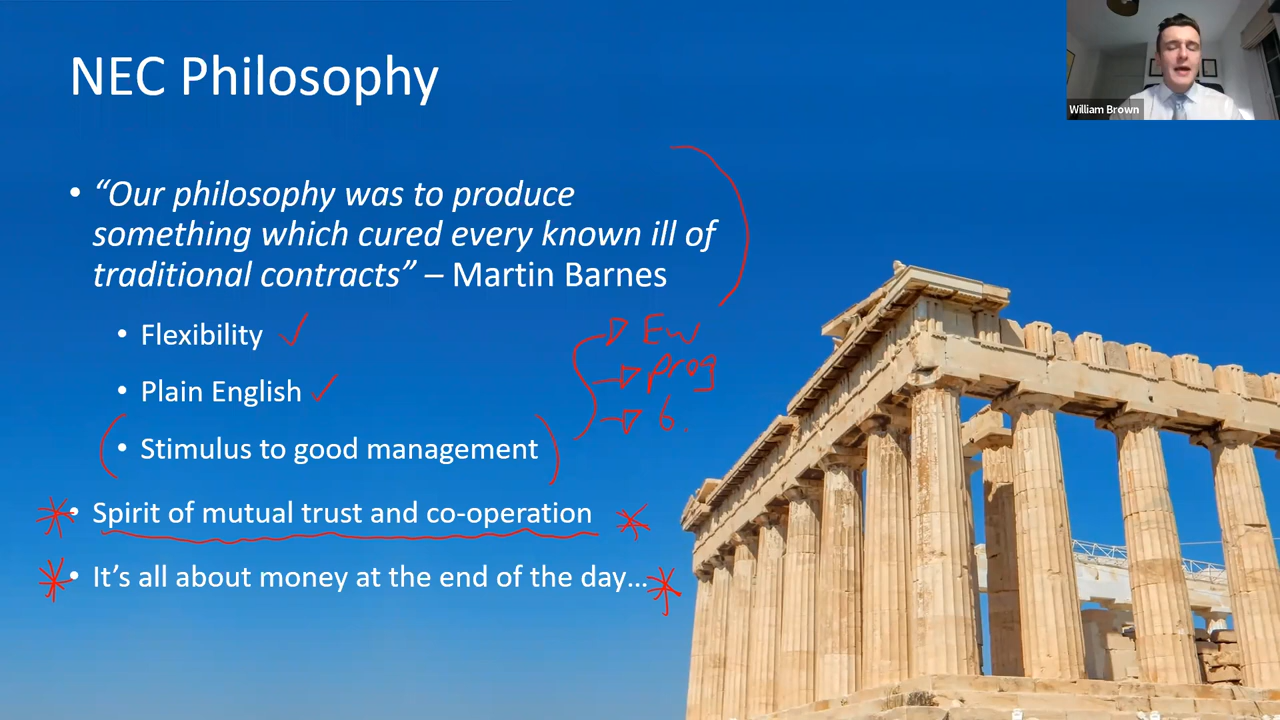 NEC Philosophy
William Brown
• “Our philosophy was to produce
something which cured every known ill of
traditional contracts” – Martin Barnes
• Flexibility
EW
• Plain English
prog
6.
• Stimulus to good management
• Spirit of mutual trust and co-operation
• It’s all about money at the end of the day…